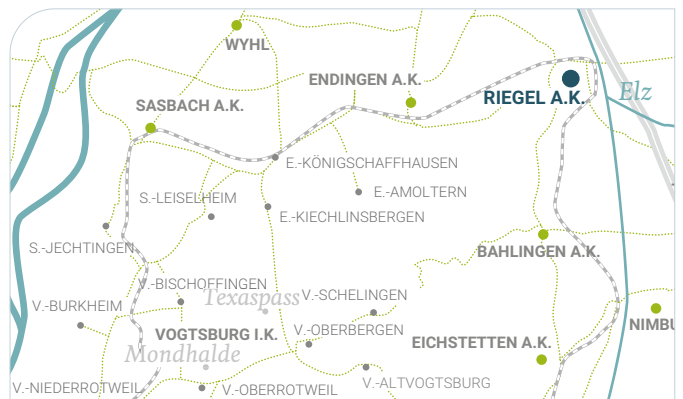 WYHL
ENDINGEN A.K.
RIEGEL A.K.
Elz
SASBACH A.K.
E.-KÖNIGSCHAFFHAUSEN
S.-LEISELHEIM
E.-AMOLTERN
E.-KIECHLINSBERGEN
S.-JECHTINGEN
BAHLINGEN A.K.
V.-BISCHOFFINGEN
Texaspass
V.-SCHELINGEN
V.-BURKHEIM
NIMBU
VOGTSBURG I.K.
V.-OBERBERGEN
EICHSTETTEN A.K.
Mondhalde
V.-NIEDERROTWEIL
V.-OBERROTWEIL
V.-ALTVOGTSBURG